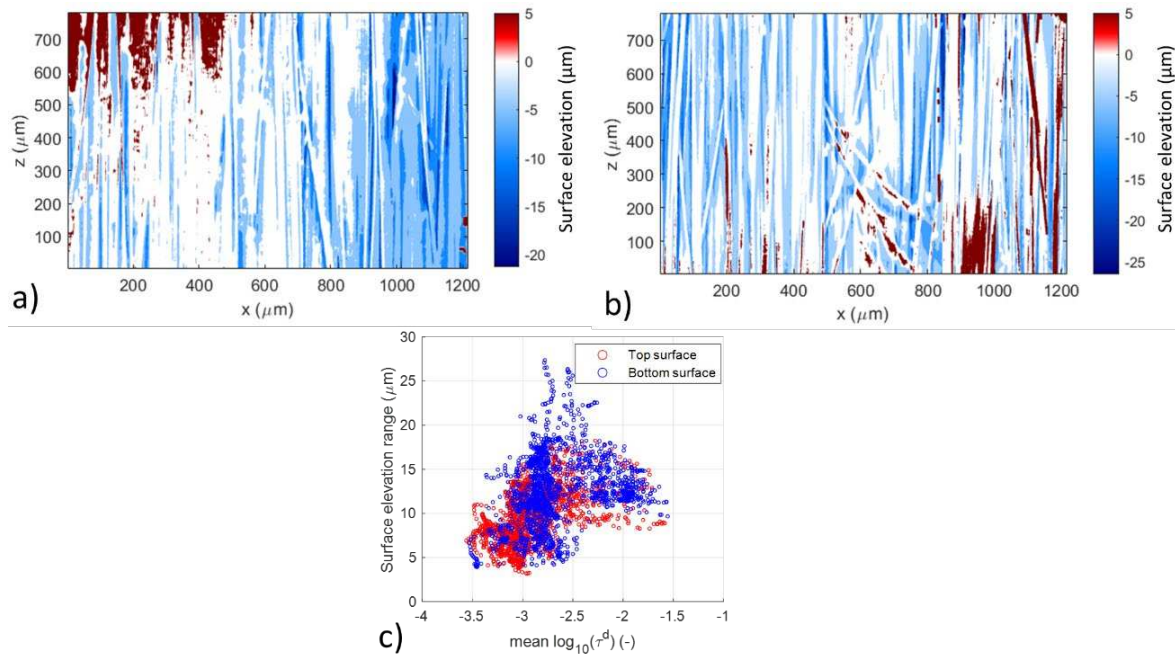 700
600
500
400
300
200
100
z (μm)
200 400 600 800 1000 1200
x (μm)
5
0
-5
-10
-15
-20
Surface elevation (μm)
a)
700
600
500
400
300
200
100
z (μm)
200 400 600 800 1000 1200
x (μm)
5
0
-5
-10
-15
-20
-25
Surface elevation (μm)
b)
30
25
20
15
10
5
0
Surface elevation range (μm)
Top surface
Bottom surface
-4 -3.5 -3 -2.5 -2 -1.5 -1
mean log₁₀(τᵈ) (-)
c)